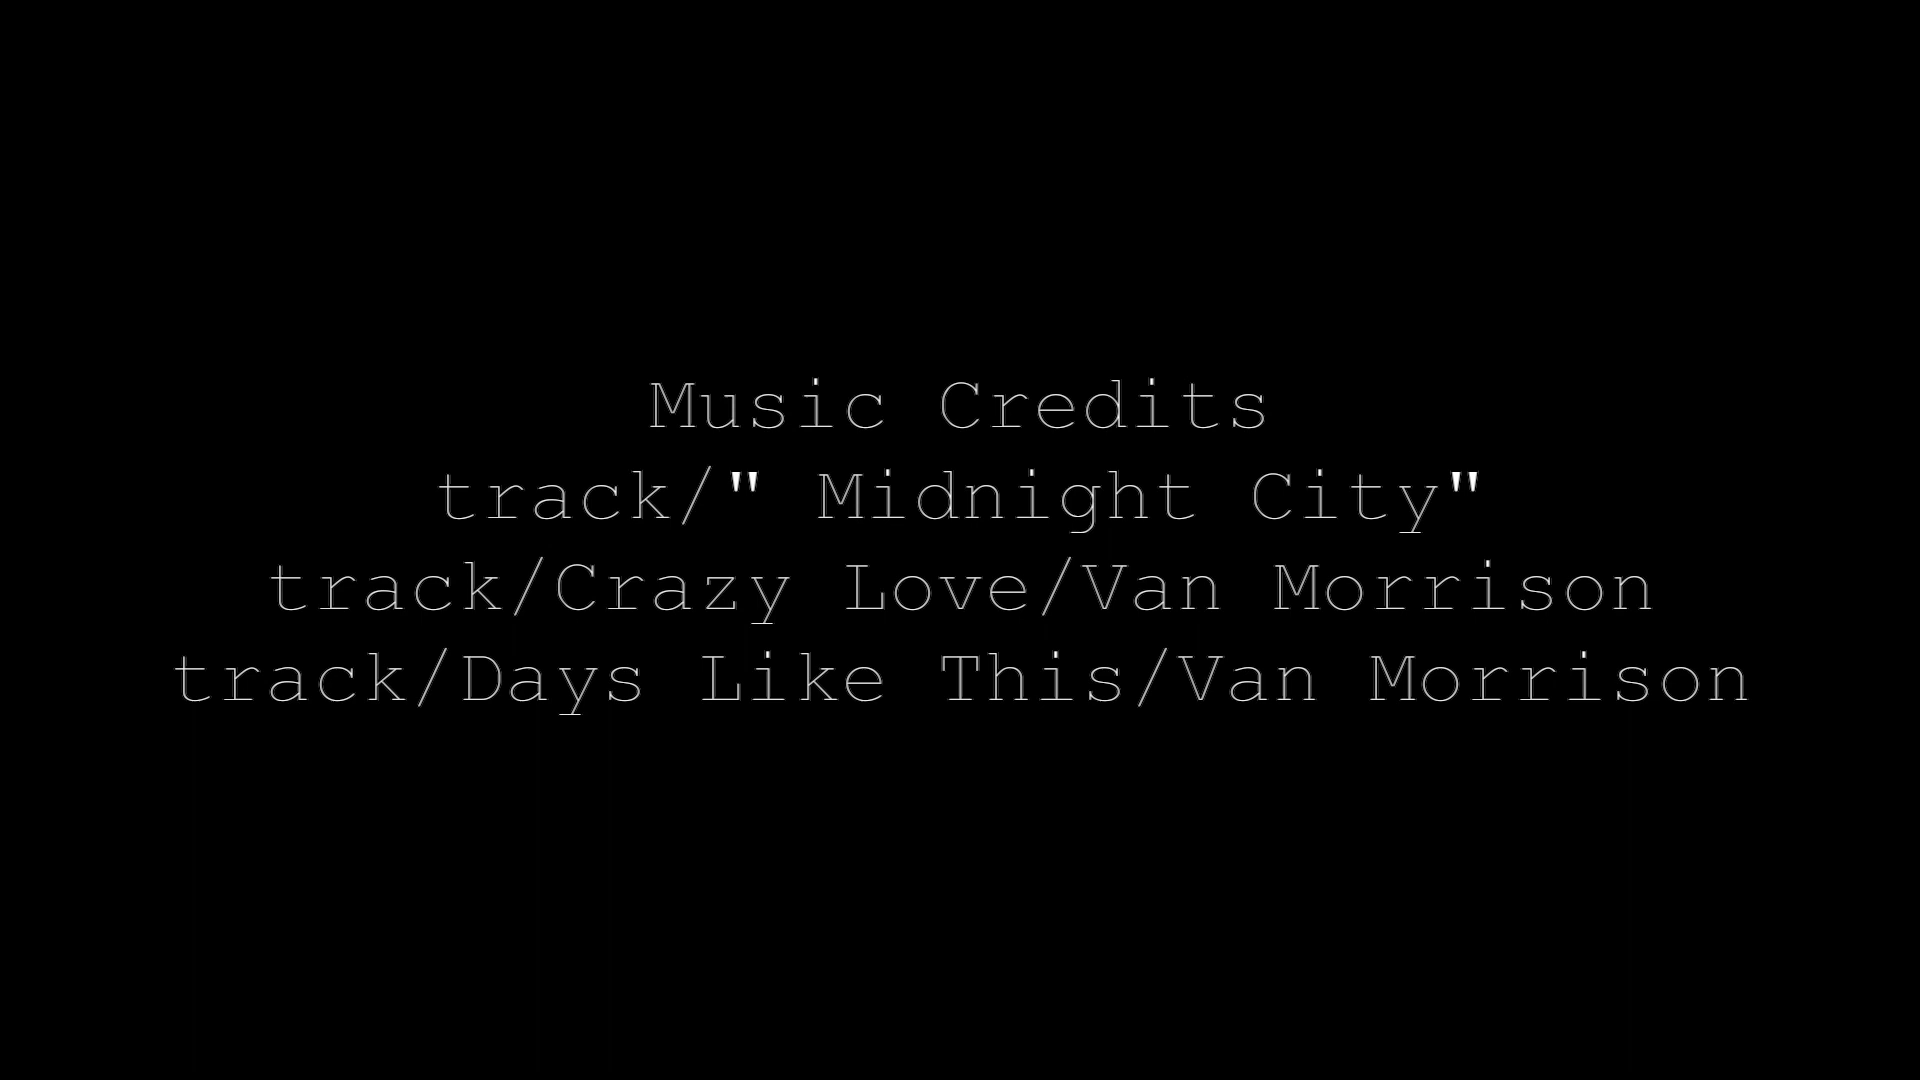 Music Credits
track/" Midnight City"
track/Crazy Love/Van Morrison
track/Days Like This/Van Morrison